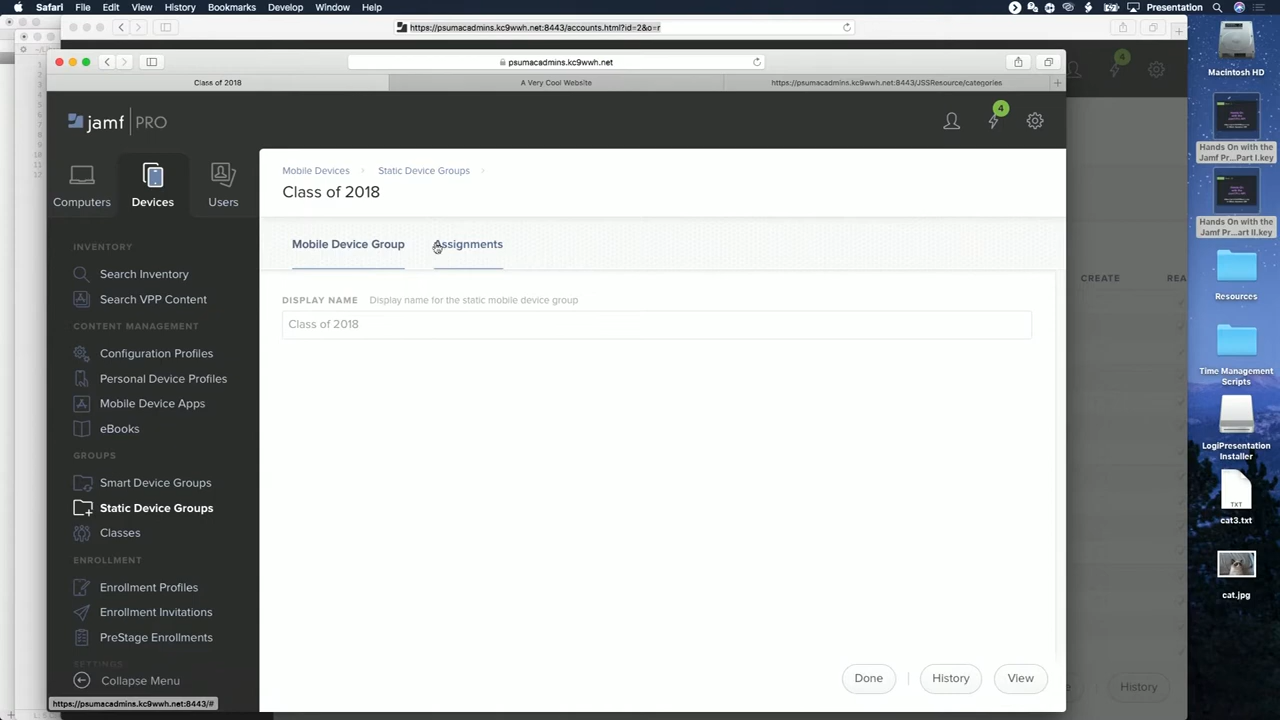 Safari File Edit View History Bookmarks Develop Window Help
Presentation
https://psumacadmins.kc9wwh.net:8443/accounts.html?id=2&o=r
psumacadmins.kc9wwh.net
Class of 2018
A Very Cool Website
https://psumacadmins.kc9wwh.net:8443/JSSResource/categories
jamf PRO
4
4
Computers
Devices
Users
Mobile Devices
Static Device Groups
Class of 2018
Mobile Device Group
Assignments
DISPLAY NAME Display name for the static mobile device group
Class of 2018
INVENTORY
Search Inventory
Search VPP Content
CONTENT MANAGEMENT
Configuration Profiles
Personal Device Profiles
Mobile Device Apps
eBooks
GROUPS
Smart Device Groups
Static Device Groups
Classes
ENROLLMENT
Enrollment Profiles
Enrollment Invitations
PreStage Enrollments
SETTINGS
Collapse Menu
Done
History
View
https://psumacadmins.kc9wwh.net:8443/#
CREATE
REA
History
Macintosh HD
Hands On with the
Jamf Pr...Part I.key
Hands On with the
Jamf Pr...art II.key
Resources
Time Management
Scripts
LogiPresentation
Installer
TXT
cat3.txt
cat.jpg